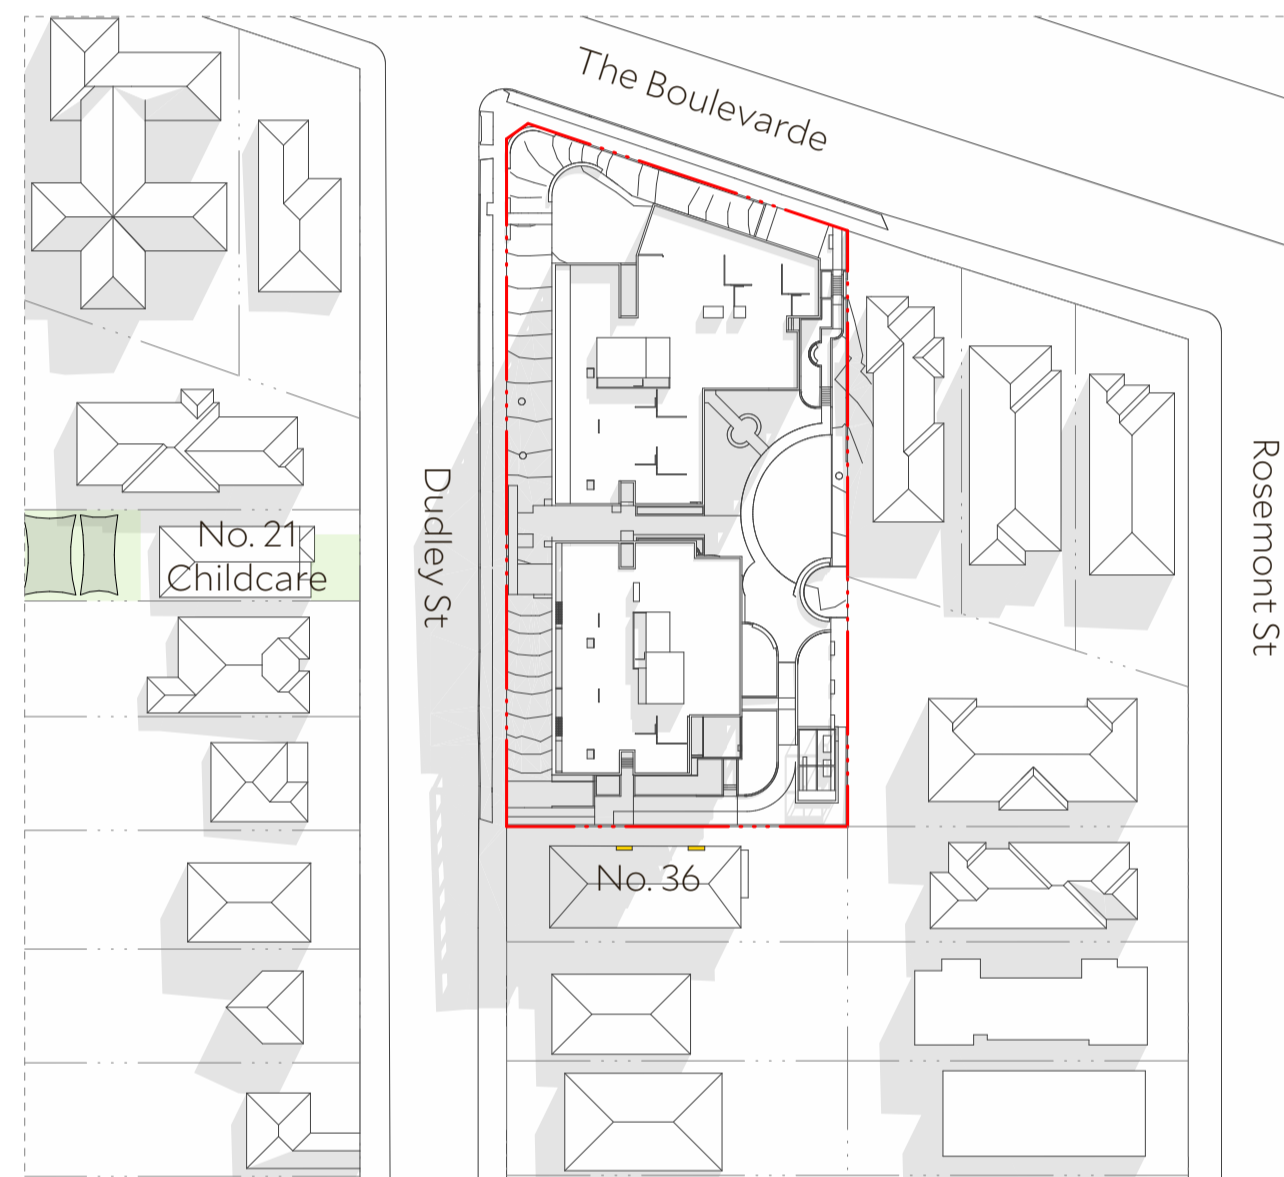 The Boulevarde
Dudley St
Rosemont St
No. 21
Childcare
No. 36